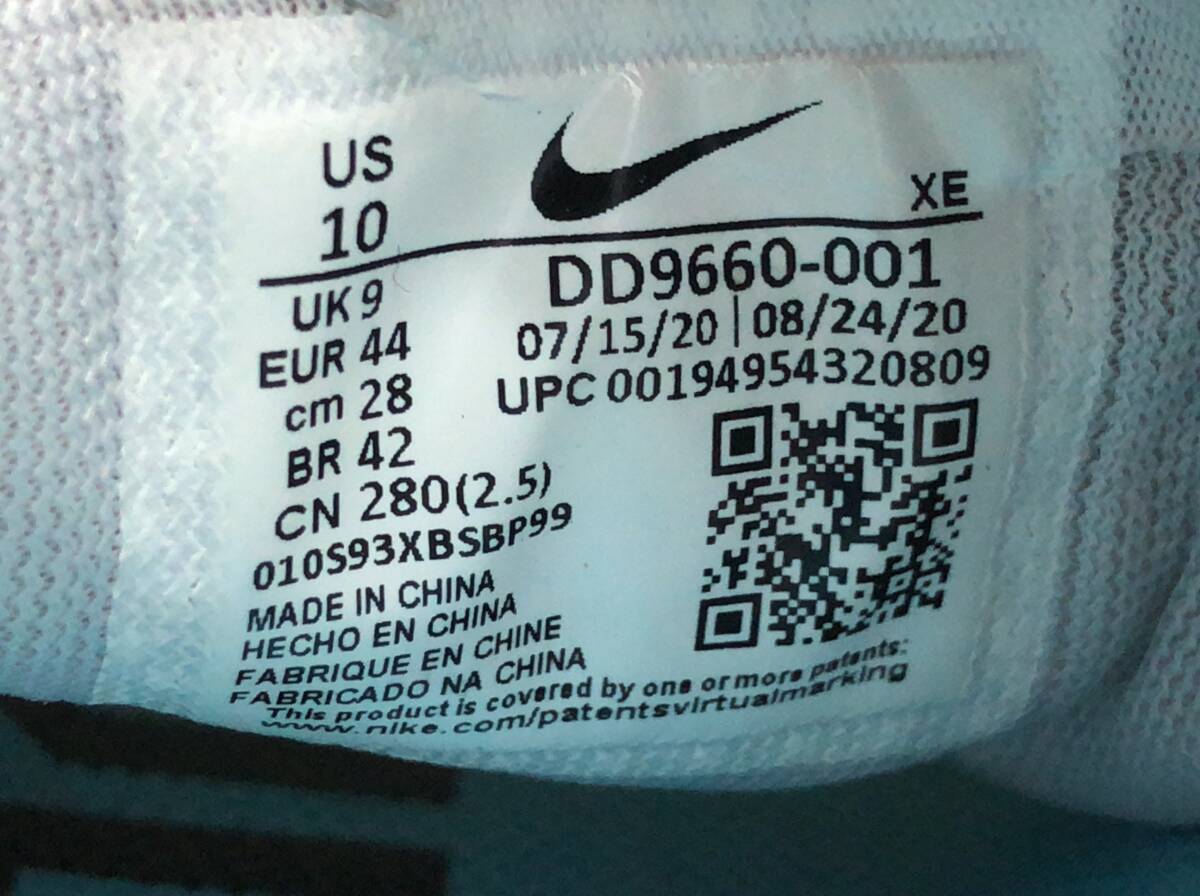 US
10
XE
UK 9
EUR 44
cm 28
BR 42
CN 280(2.5)
010S93XBSBP99
DD9660-001
07/15/20 | 08/24/20
UPC 00194954320809
MADE IN CHINA
HECHO EN CHINA
FABRIQUE EN CHINE
FABRICADO NA CHINA
This product is covered by one or more patents:
www.nike.com/patentsvirtualmarking